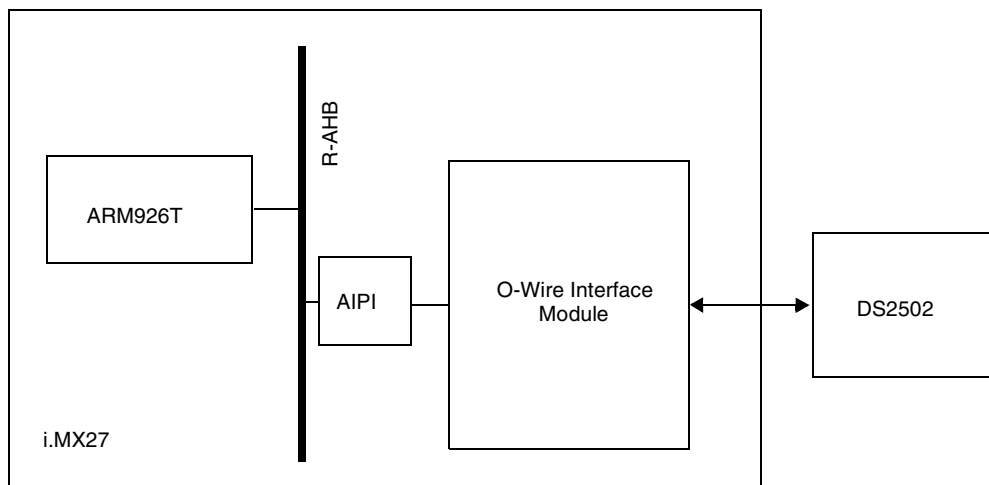 R-AHB
ARM926T
AIPI
O-Wire Interface
Module
DS2502
i.MX27